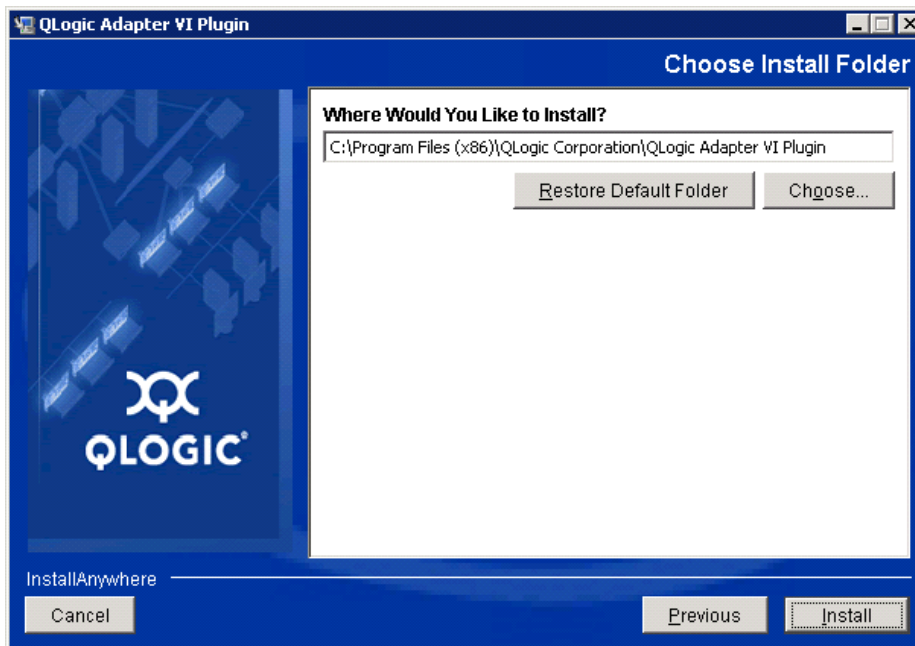 QLogic Adapter VI Plugin
Choose Install Folder
Where Would You Like to Install?
C:\Program Files (x86)\QLogic Corporation\QLogic Adapter VI Plugin
Restore Default Folder
Choose...
QLOGIC®
InstallAnywhere
Cancel
Previous
Install